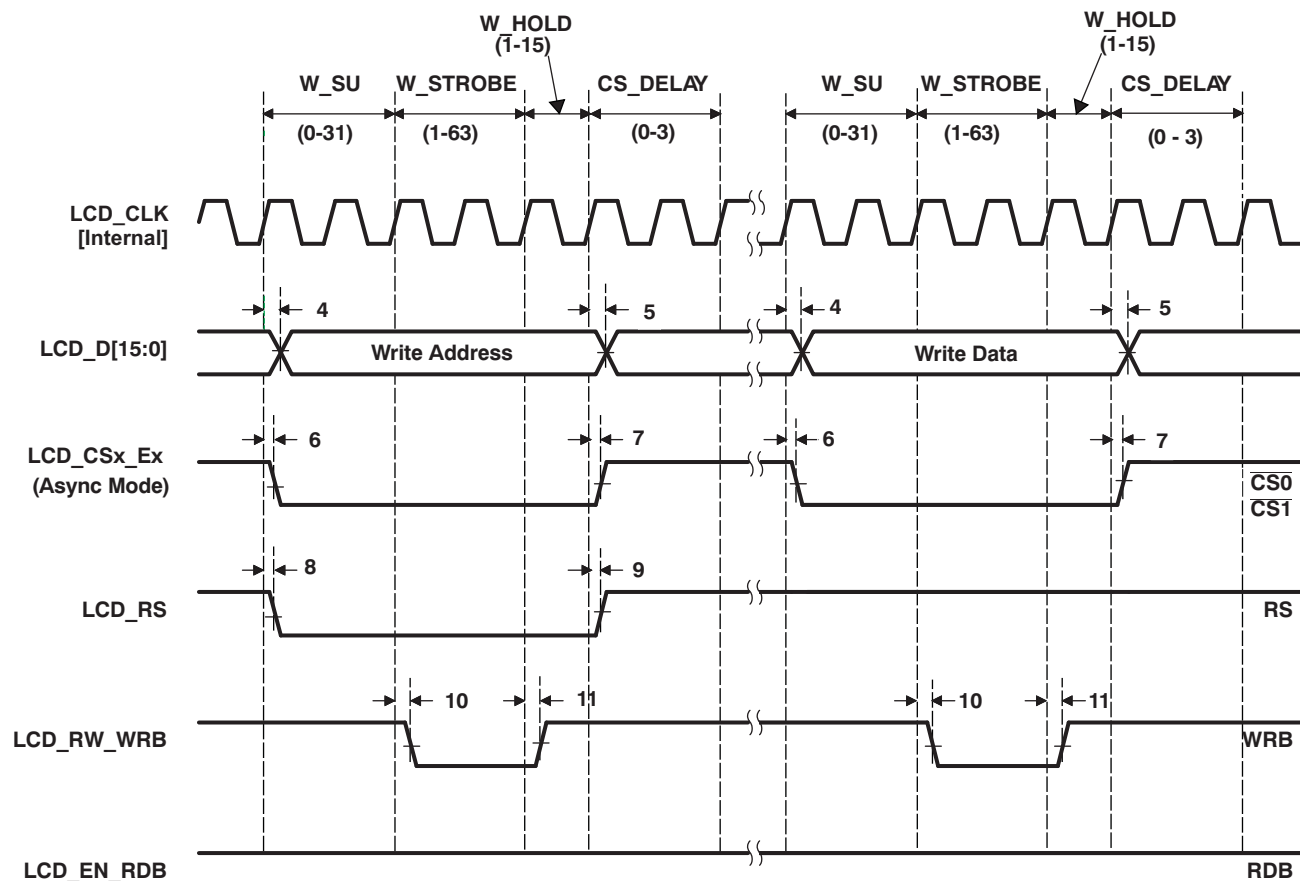 W_HOLD
(1-15)
W_HOLD
(1-15)
W_SU
W_STROBE
CS_DELAY
W_SU
W_STROBE
CS_DELAY
(0-31)
(1-63)
(0-3)
(0-31)
(1-63)
(0 - 3)
LCD_CLK
[Internal]
4
5
4
5
LCD_D[15:0]
Write Address
Write Data
6
7
6
7
LCD_CSx_Ex
(Async Mode)
CS0
CS1
8
9
LCD_RS
RS
10
11
10
11
LCD_RW_WRB
WRB
LCD_EN_RDB
RDB